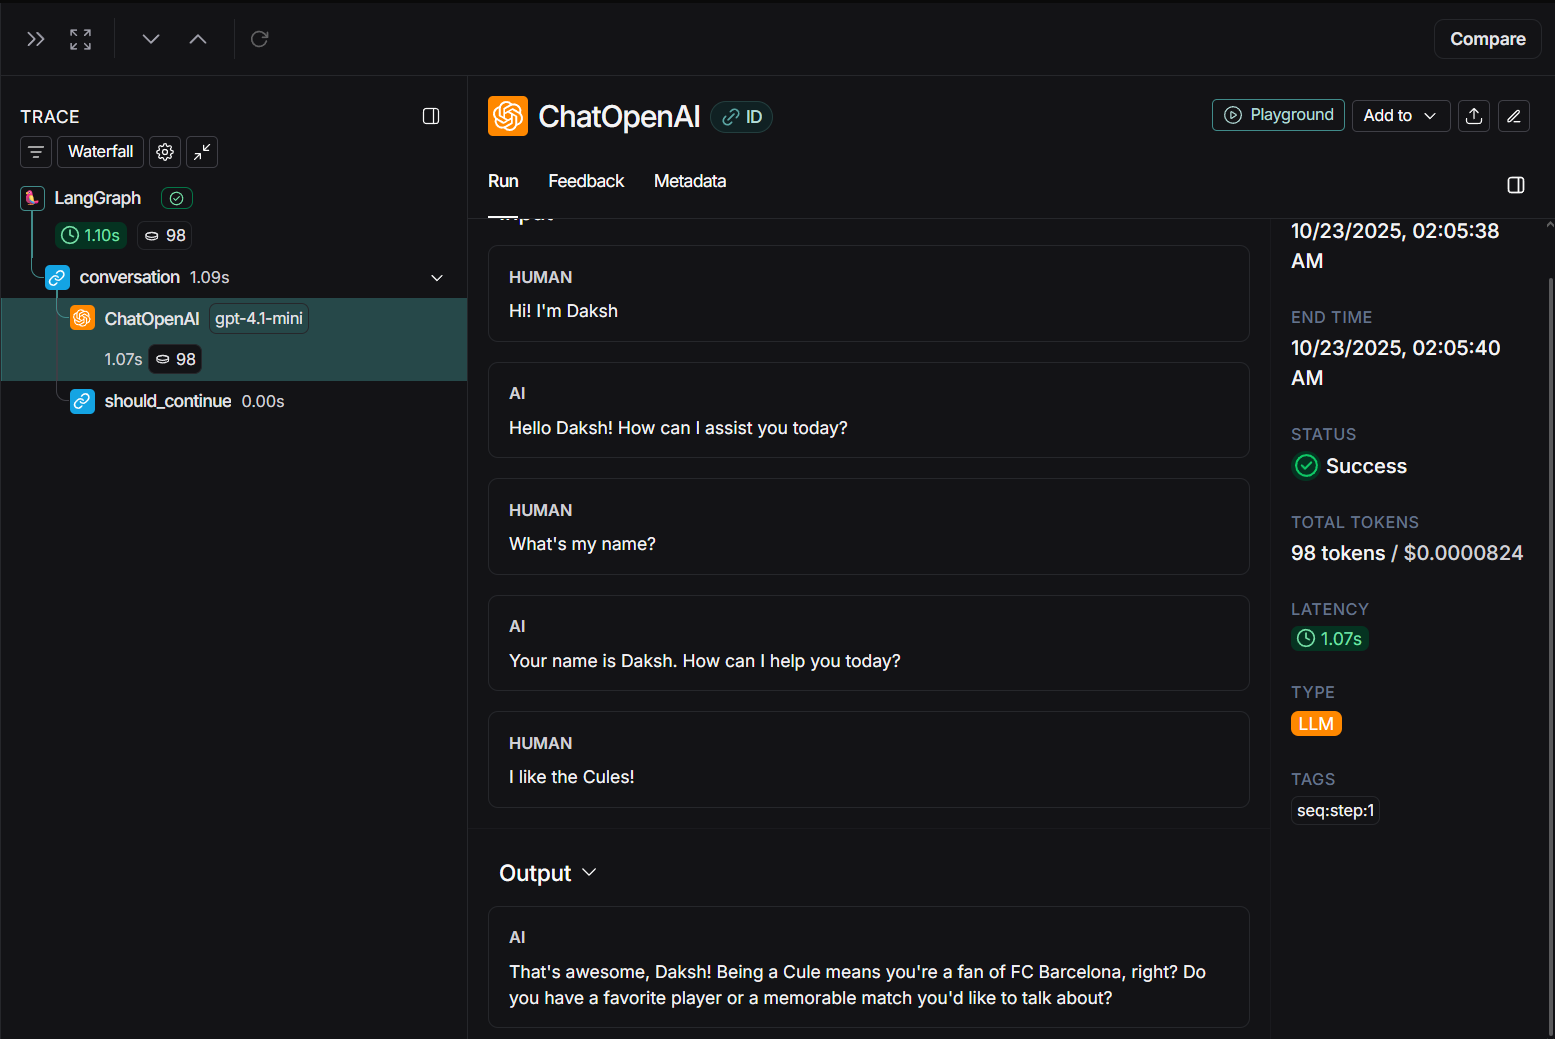 Compare
TRACE
Waterfall
LangGraph
1.10s 98
conversation 1.09s
ChatOpenAI gpt-4.1-mini
1.07s 98
should_continue 0.00s
ChatOpenAI ID
Playground Add to
Run Feedback Metadata
Input
HUMAN
Hi! I'm Daksh
AI
Hello Daksh! How can I assist you today?
HUMAN
What's my name?
AI
Your name is Daksh. How can I help you today?
HUMAN
I like the Cules!
Output
AI
That's awesome, Daksh! Being a Cule means you're a fan of FC Barcelona, right? Do
you have a favorite player or a memorable match you'd like to talk about?
10/23/2025, 02:05:38
AM
END TIME
10/23/2025, 02:05:40
AM
STATUS
Success
TOTAL TOKENS
98 tokens / $0.0000824
LATENCY
1.07s
TYPE
LLM
TAGS
seq:step:1